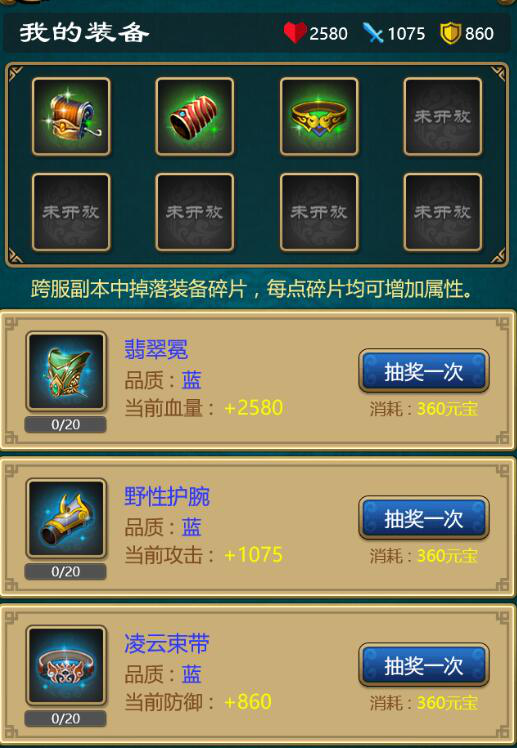 我的装备 2580 1075 860
未开放
未开放 未开放 未开放 未开放
跨服副本中掉落装备碎片，每点碎片均可增加属性。
翡翠冕
品质：蓝
当前血量：+2580
0/20
抽奖一次
消耗：360元宝
野性护腕
品质：蓝
当前攻击：+1075
0/20
抽奖一次
消耗：360元宝
凌云束带
品质：蓝
当前防御：+860
0/20
抽奖一次
消耗：360元宝